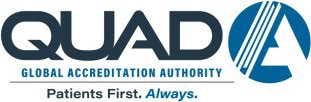 QUAD A
GLOBAL ACCREDITATION AUTHORITY
Patients First. Always.